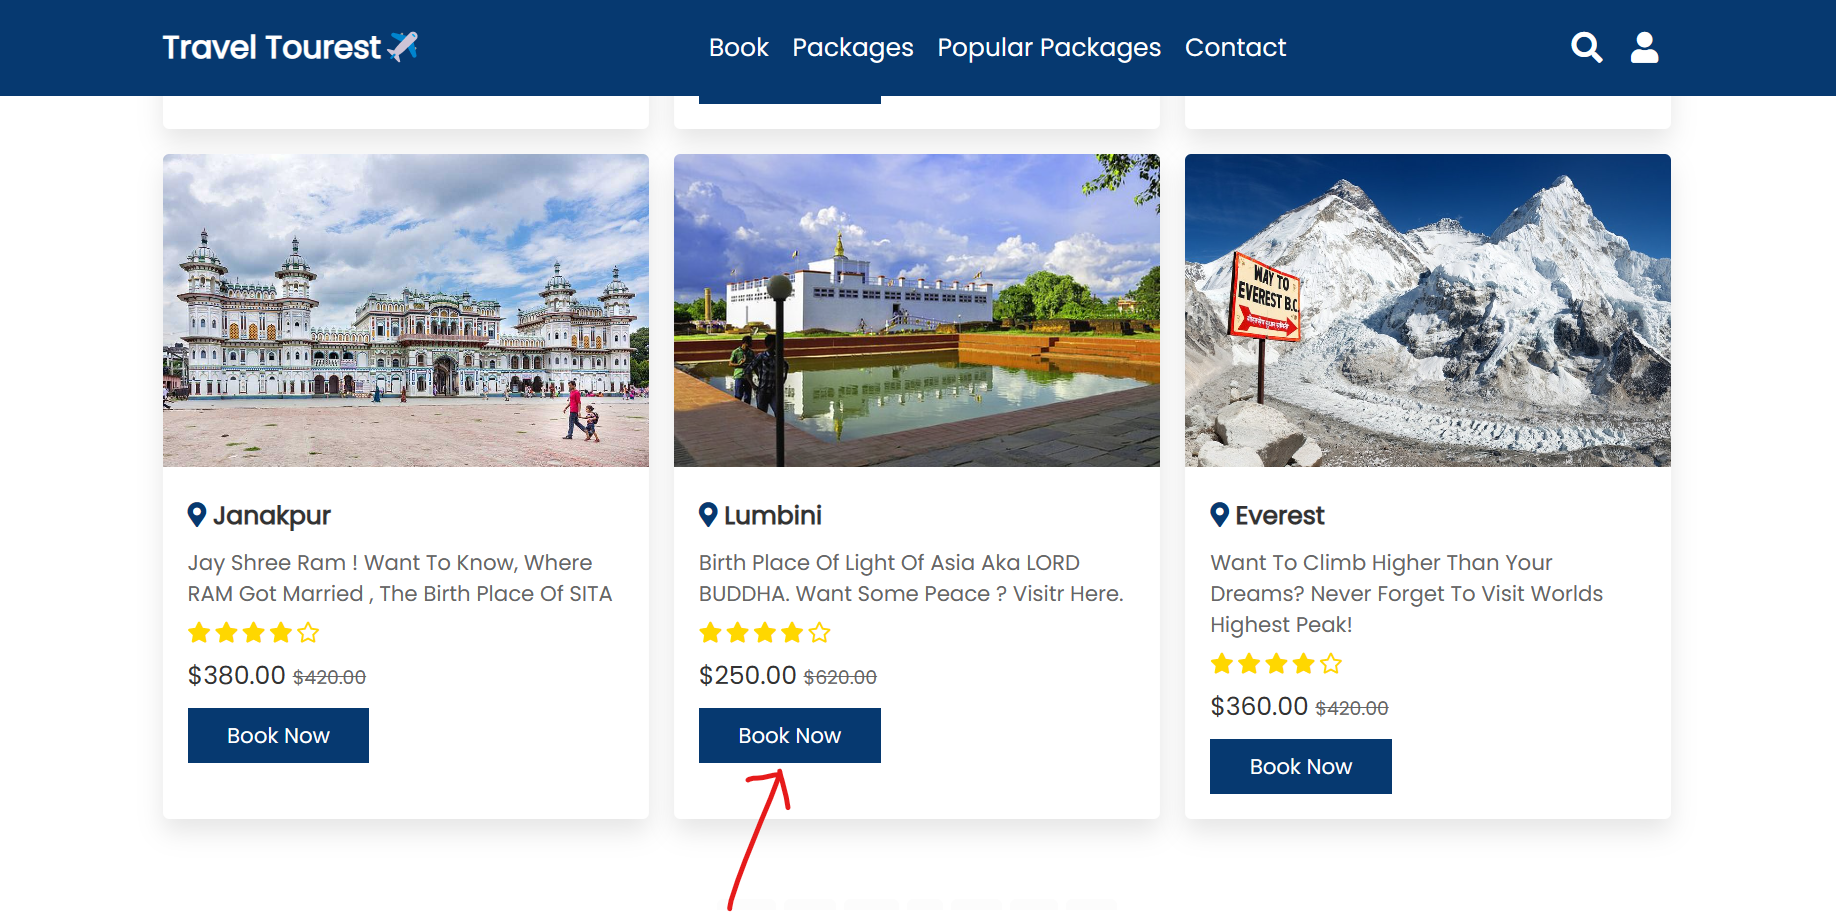 Travel Tourest
Book Packages Popular Packages Contact
WAY TO
EVEREST B.C.
Janakpur
Jay Shree Ram ! Want To Know, Where
RAM Got Married , The Birth Place Of SITA
$380.00 $420.00
Book Now
Lumbini
Birth Place Of Light Of Asia Aka LORD
BUDDHA. Want Some Peace ? Visitr Here.
$250.00 $620.00
Book Now
Everest
Want To Climb Higher Than Your
Dreams? Never Forget To Visit Worlds
Highest Peak!
$360.00 $420.00
Book Now